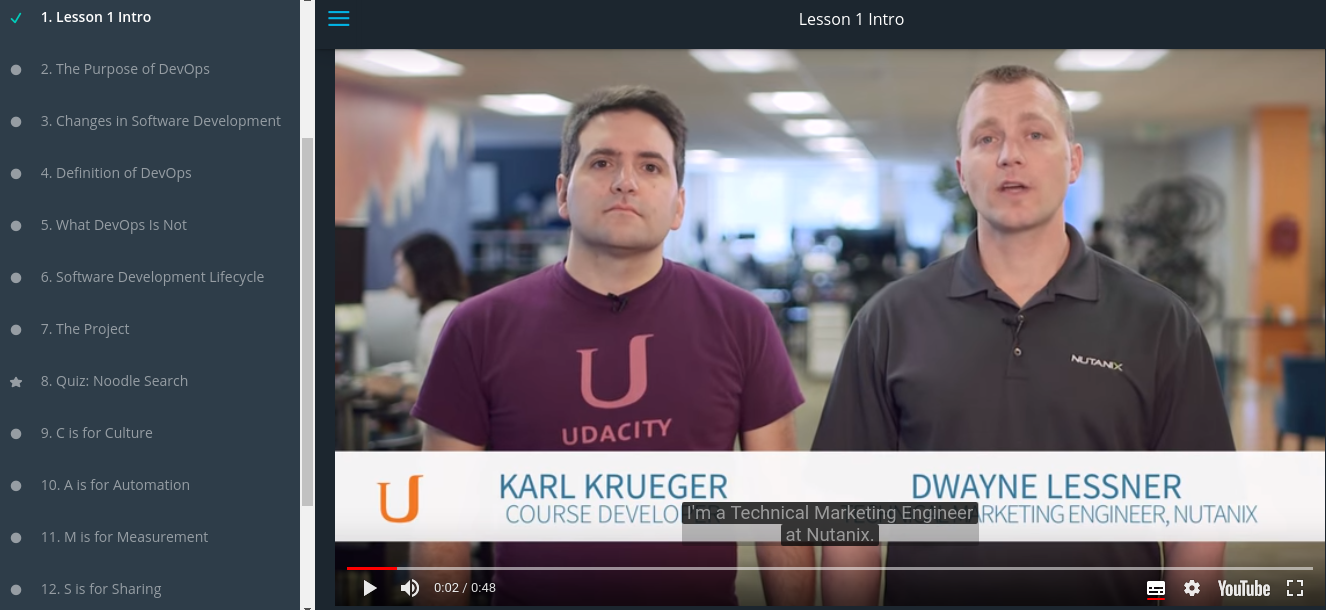 1. Lesson 1 Intro
2. The Purpose of DevOps
3. Changes in Software Development
4. Definition of DevOps
5. What DevOps is Not
6. Software Development Lifecycle
7. The Project
8. Quiz: Noodle Search
9. C is for Culture
10. A is for Automation
11. M is for Measurement
12. S is for Sharing
Lesson 1 Intro
U
UDACITY
NUTANIX
U
KARL KRUEGER
DWAYNE LESSNER
MARKETING ENGINEER, NUTANIX
I'm a Technical Marketing Engineer
at Nutanix.
0:02 / 0:48
YouTube